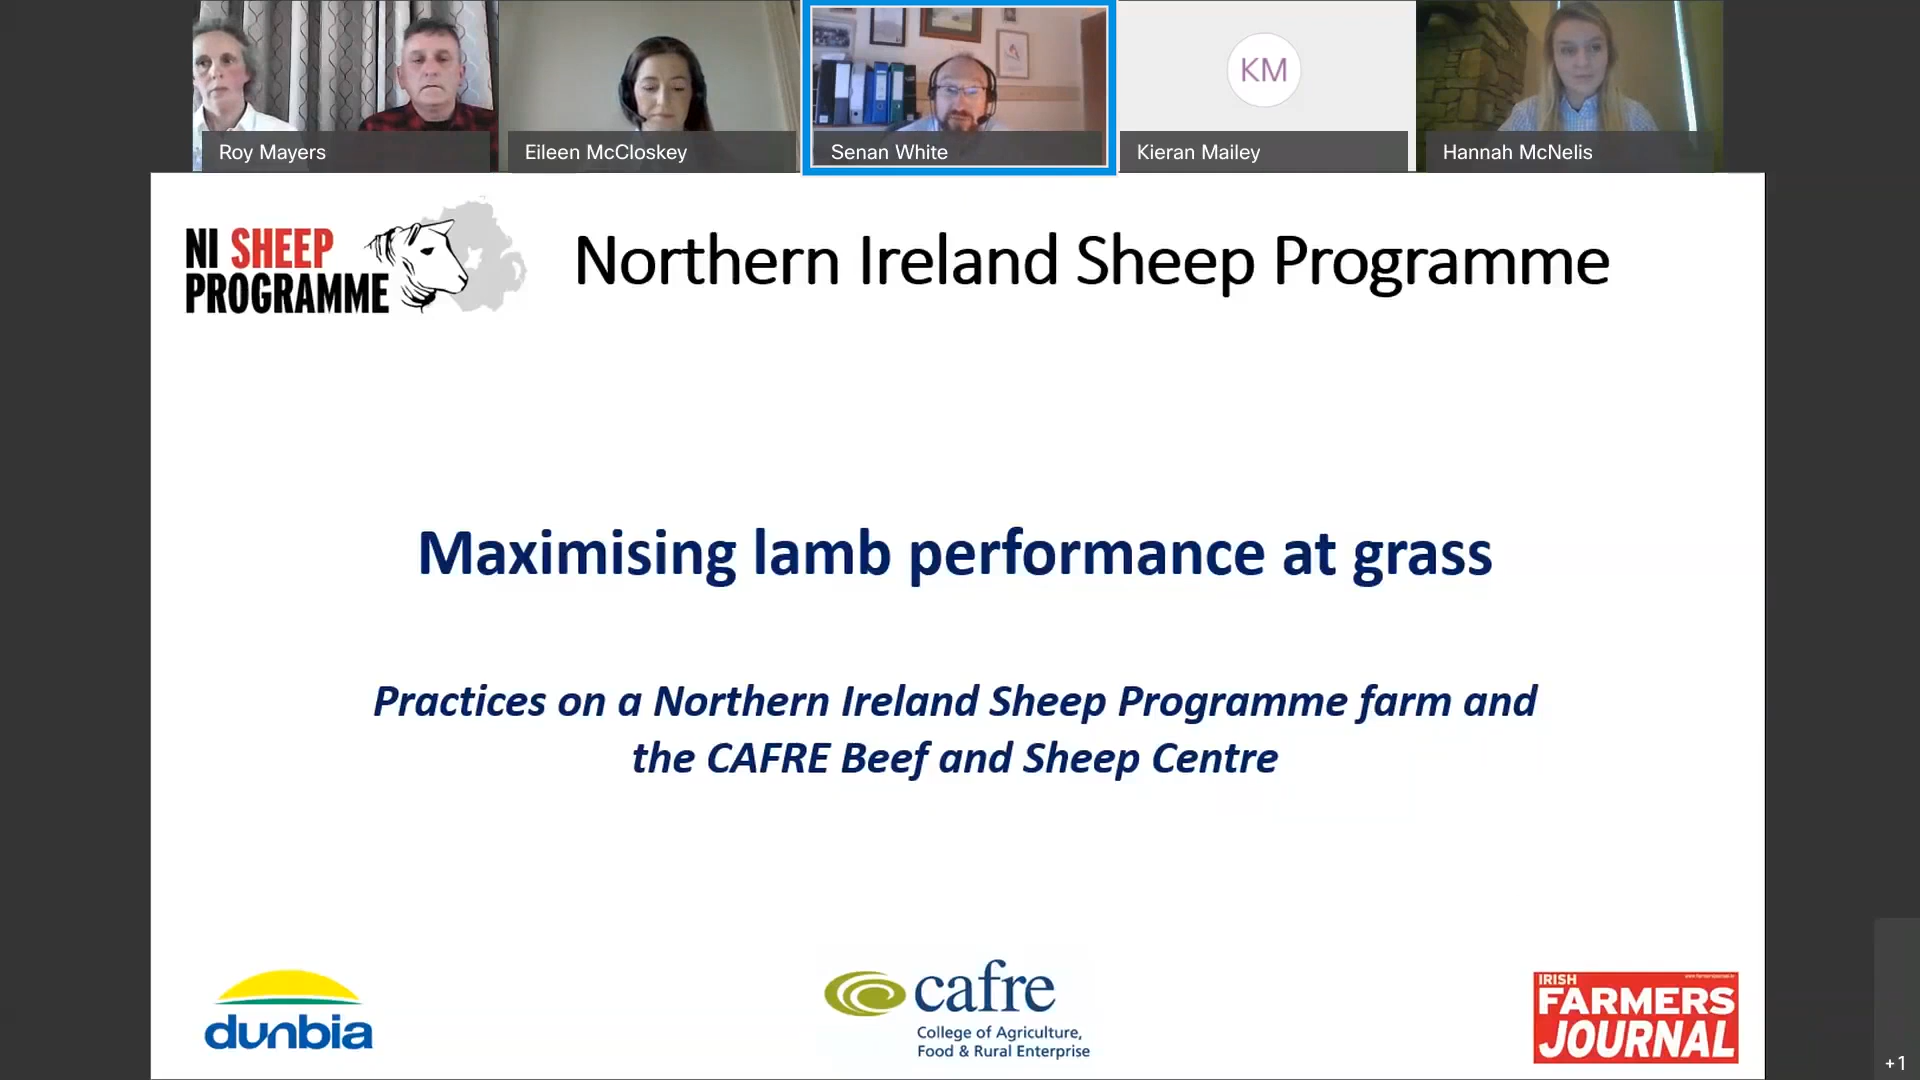 Roy Mayers
Eileen McCloskey
Senan White
KM
Kieran Mailey
Hannah McNelis
NI SHEEP
PROGRAMME
Northern Ireland Sheep Programme
Maximising lamb performance at grass
Practices on a Northern Ireland Sheep Programme farm and
the CAFRE Beef and Sheep Centre
dunbia
cafre
College of Agriculture,
Food & Rural Enterprise
IRISH
FARMERS
JOURNAL
+1